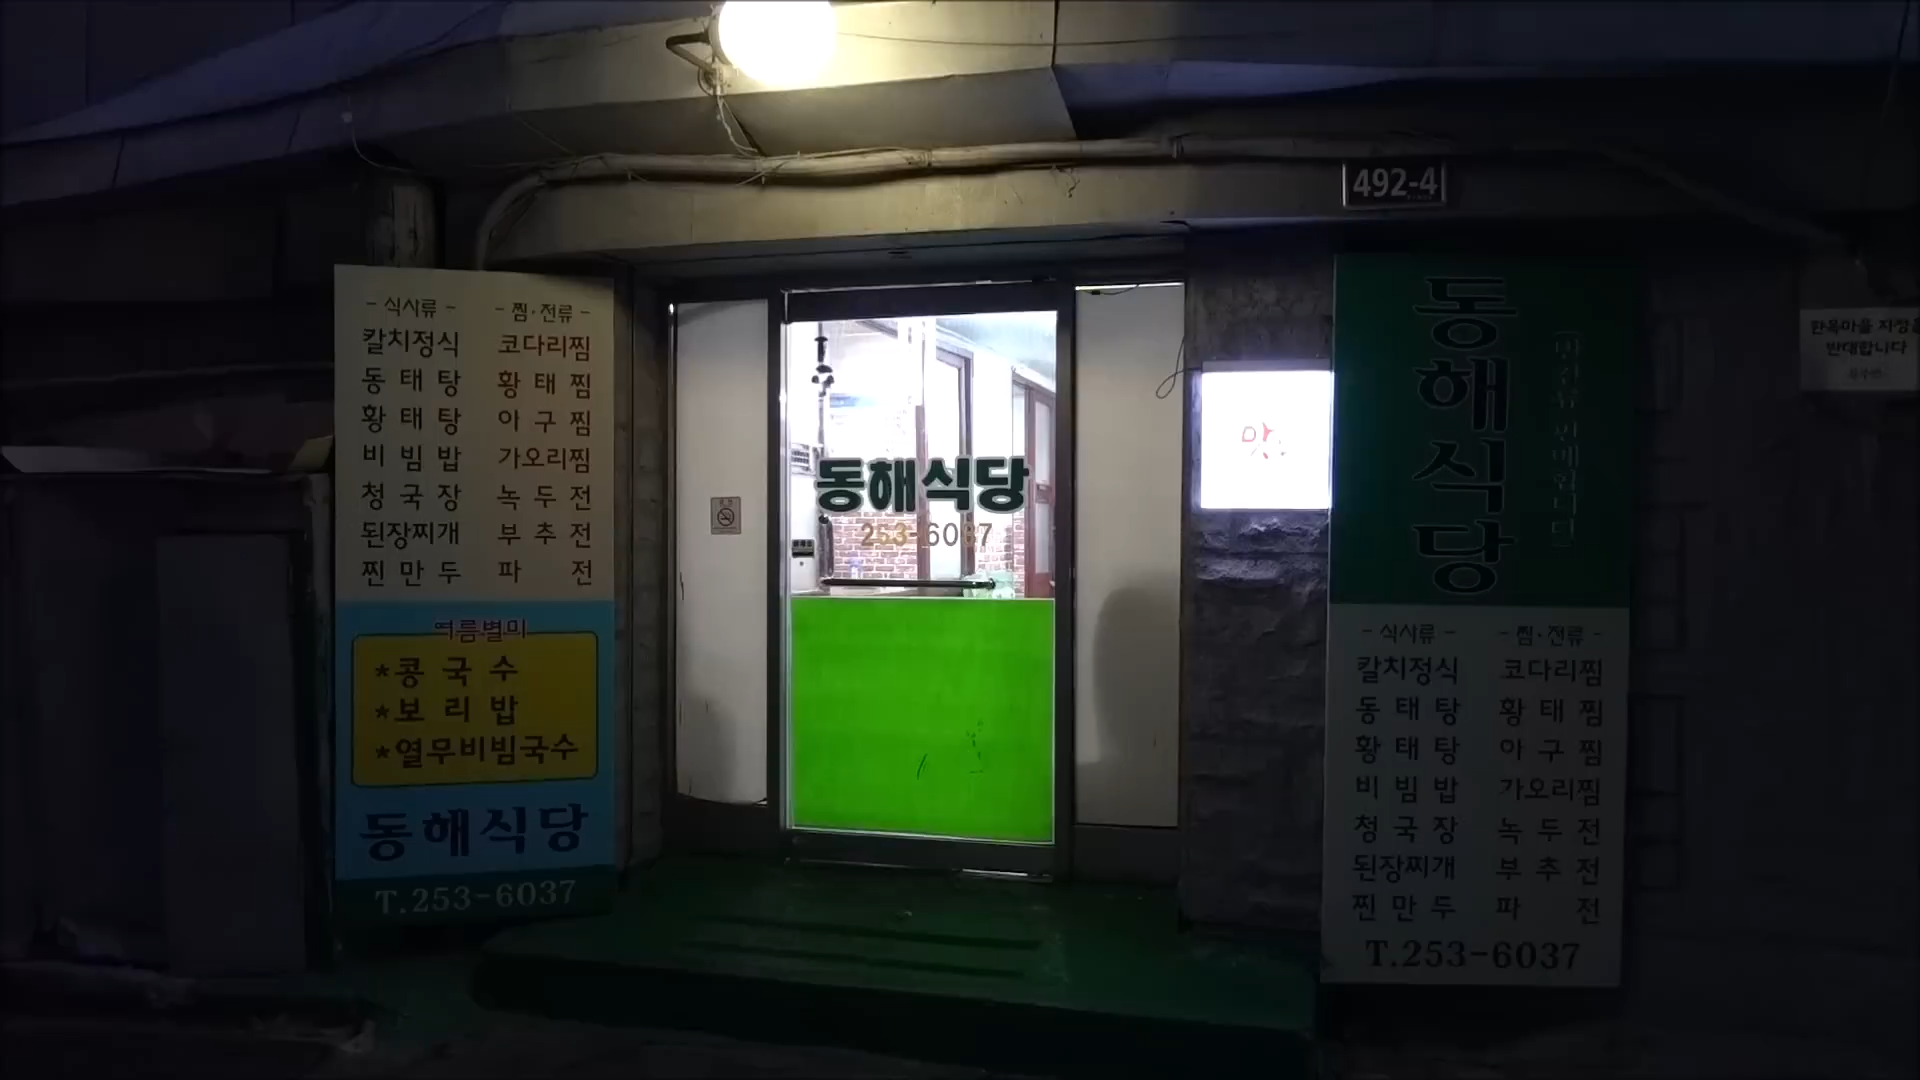 492-4
- 식사류 -
- 찜·전류 -
칼치정식 코다리찜
동태탕 황태찜
황태탕 아구찜
비빔밥 가오리찜
청국장 녹두전
된장찌개 부추전
찐만두 파전
여름별미
*콩국수
*보리밥
*열무비빔국수
동해식당
T.253-6037
동해식당
253-6037
맛
동해식당
- 식사류 -
- 찜·전류 -
칼치정식 코다리찜
동태탕 황태찜
황태탕 아구찜
비빔밥 가오리찜
청국장 녹두전
된장찌개 부추전
찐만두 파전
T.253-6037
한옥마을 지정을
반대합니다